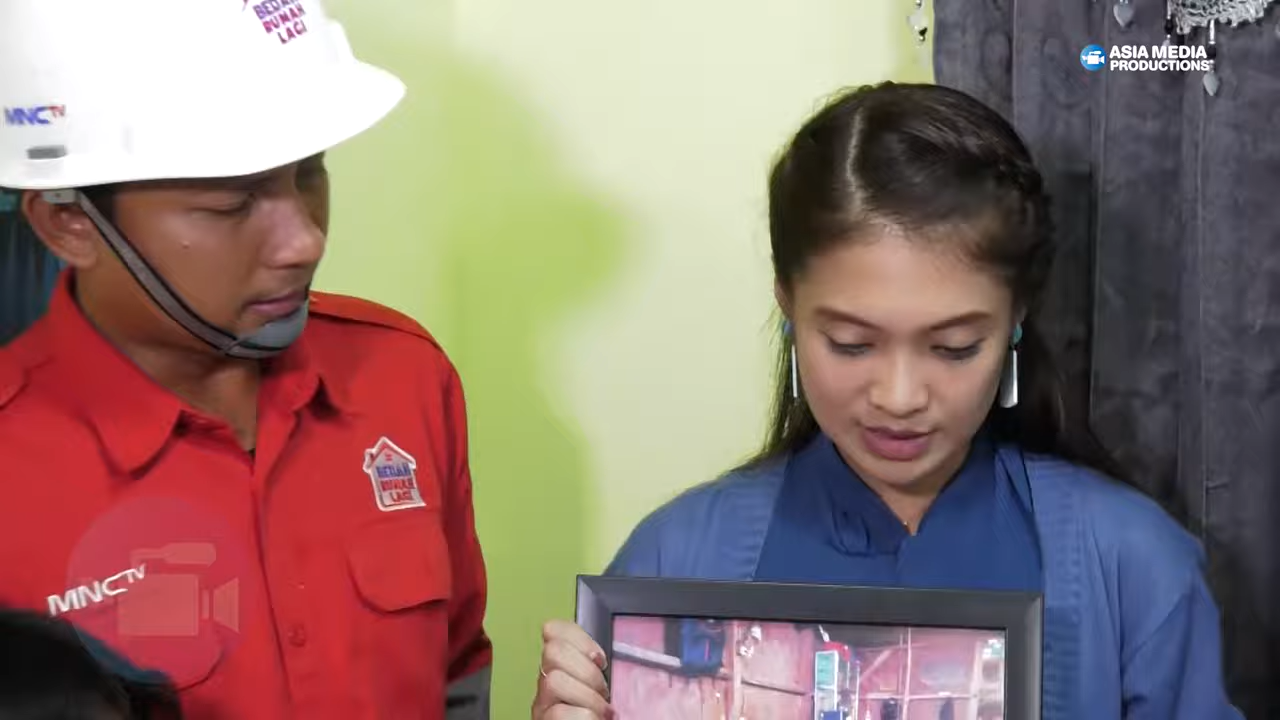 BEDAH
RUMAH
LAGI
MNCTV
ASIA MEDIA
PRODUCTIONS
BEDAH
RUMAH
LAGI
MNCTV